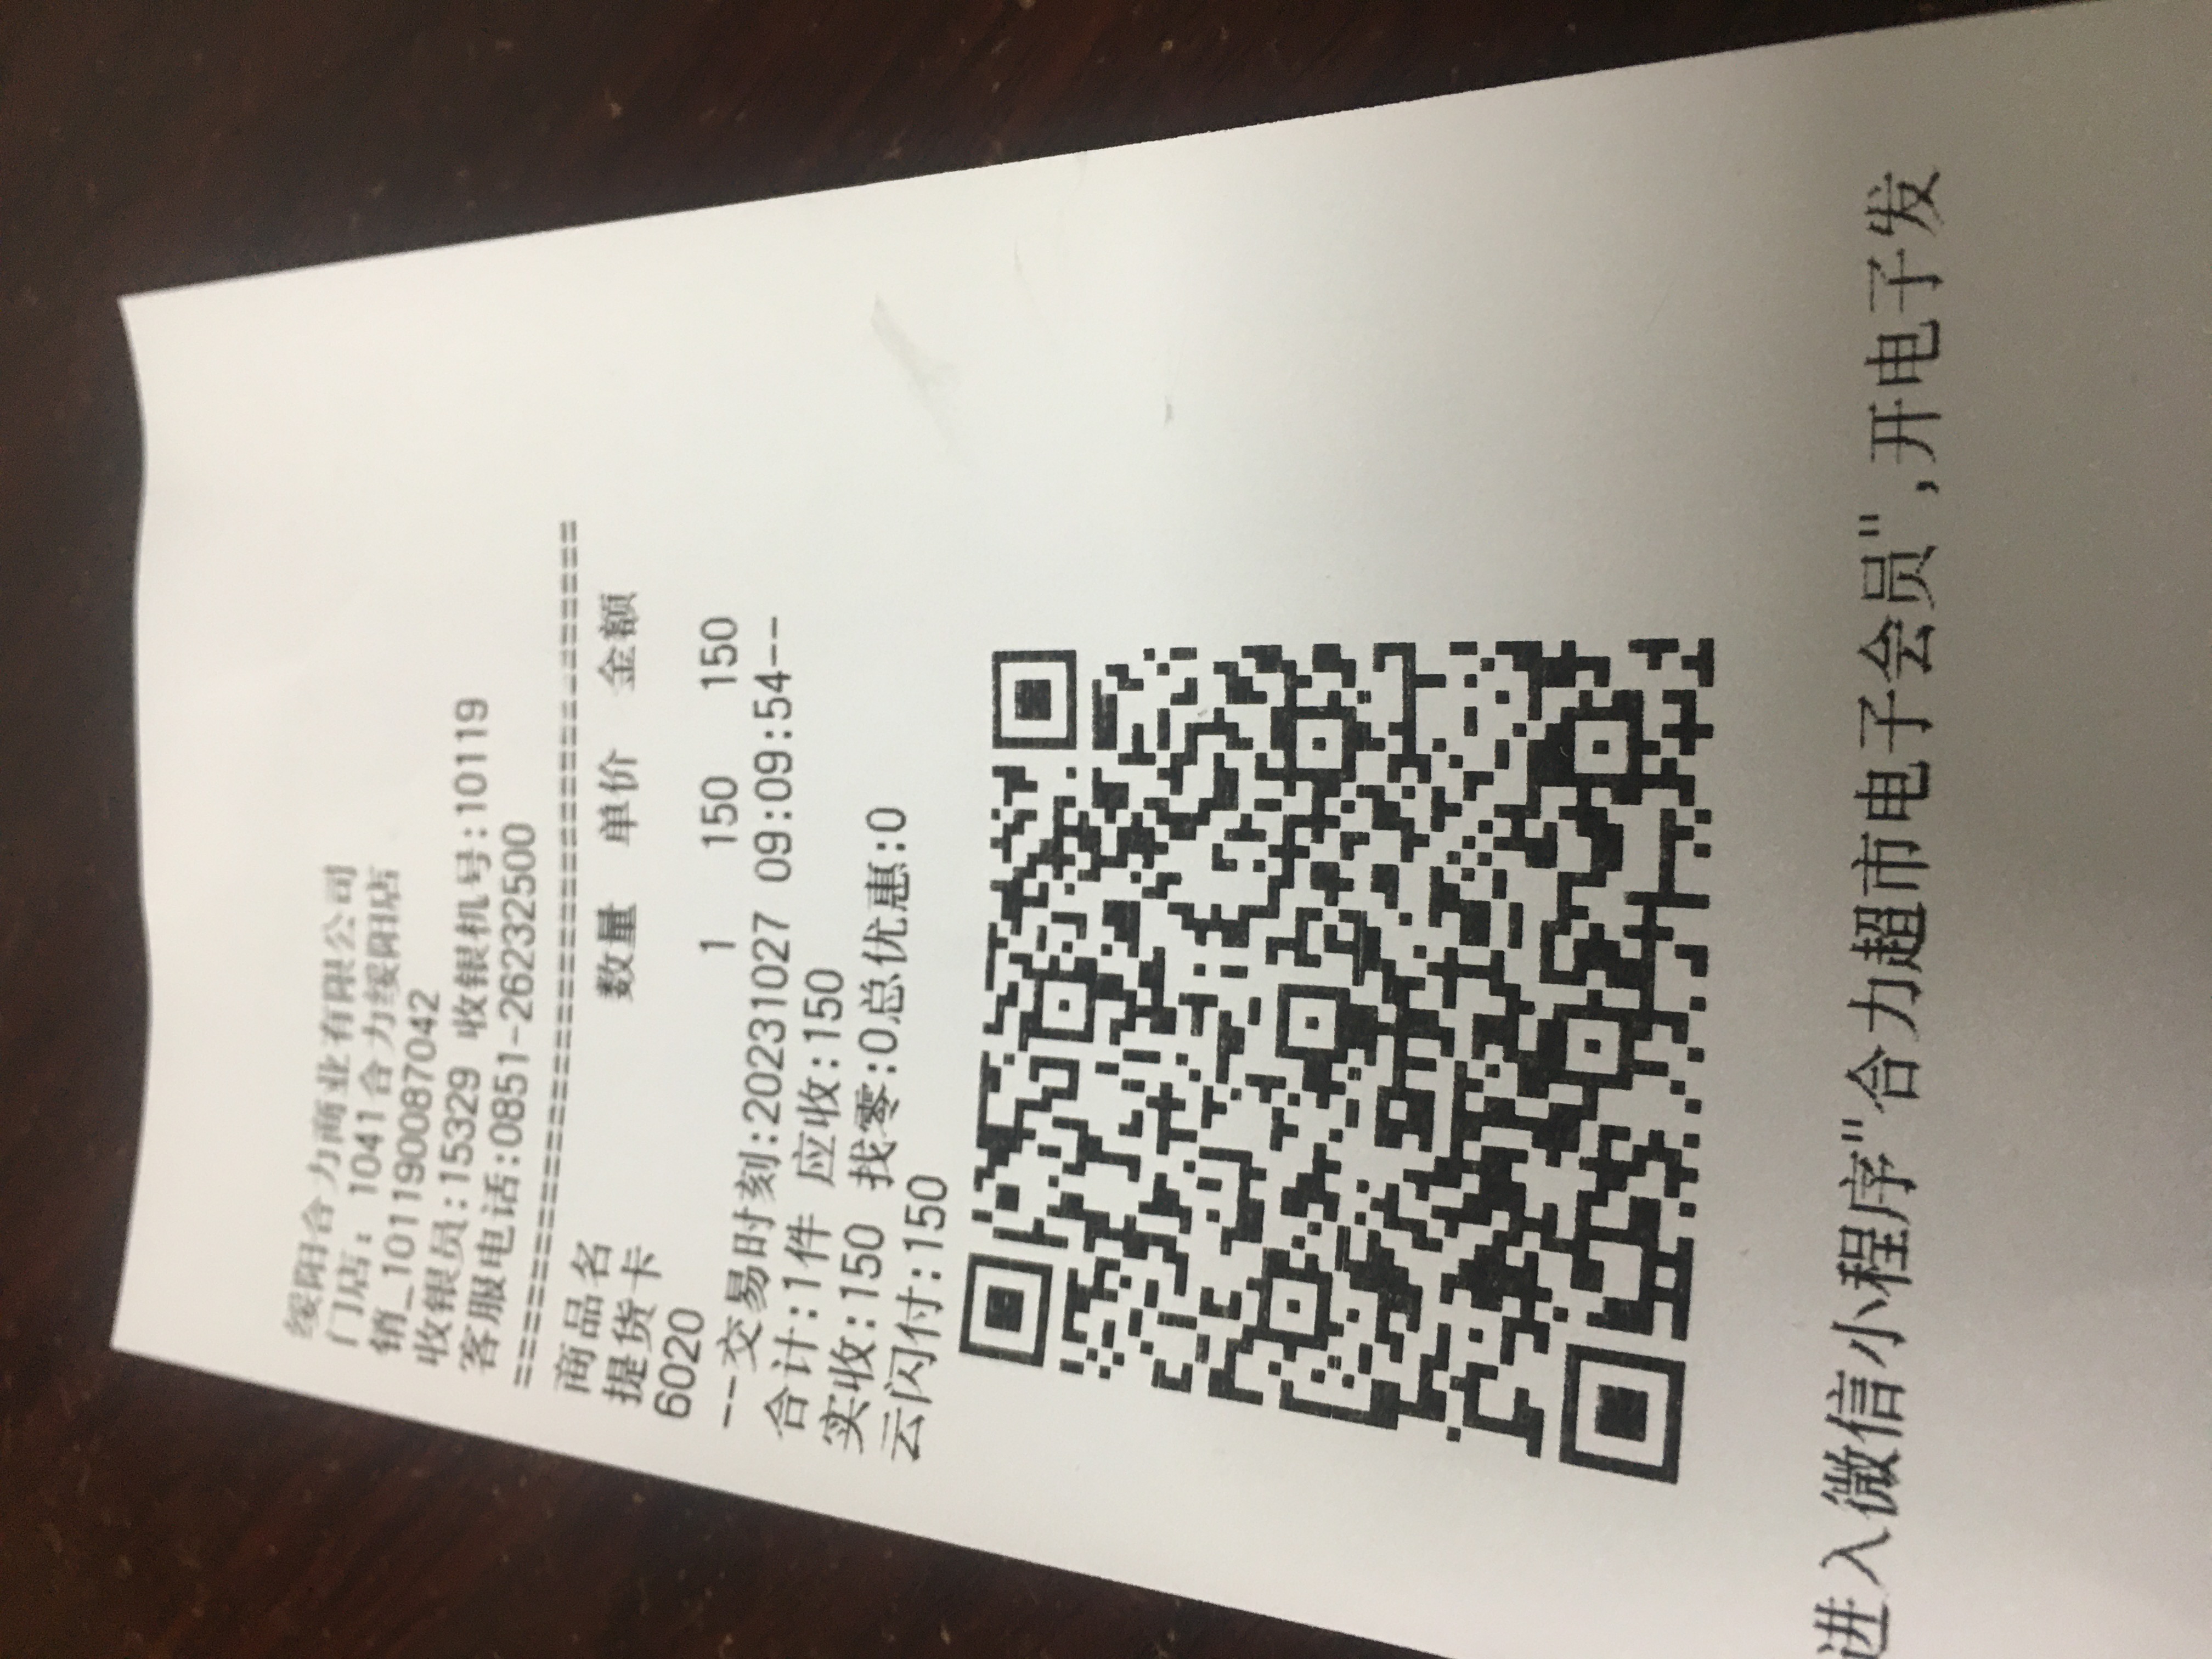 绥阳合力商业有限公司
门店: 1041合力绥阳店
销_101190087042
收银员:15329 收银机号:10119
客服电话:0851-26232500
================================================
商品名 数量 单价 金额
提货卡
6020 1 150 150
--交易时刻:20231027 09:09:54--
合计:1件 应收:150
实收:150 找零:0总优惠:0
云闪付:150
进入微信小程序"合力超市电子会员",开电子发